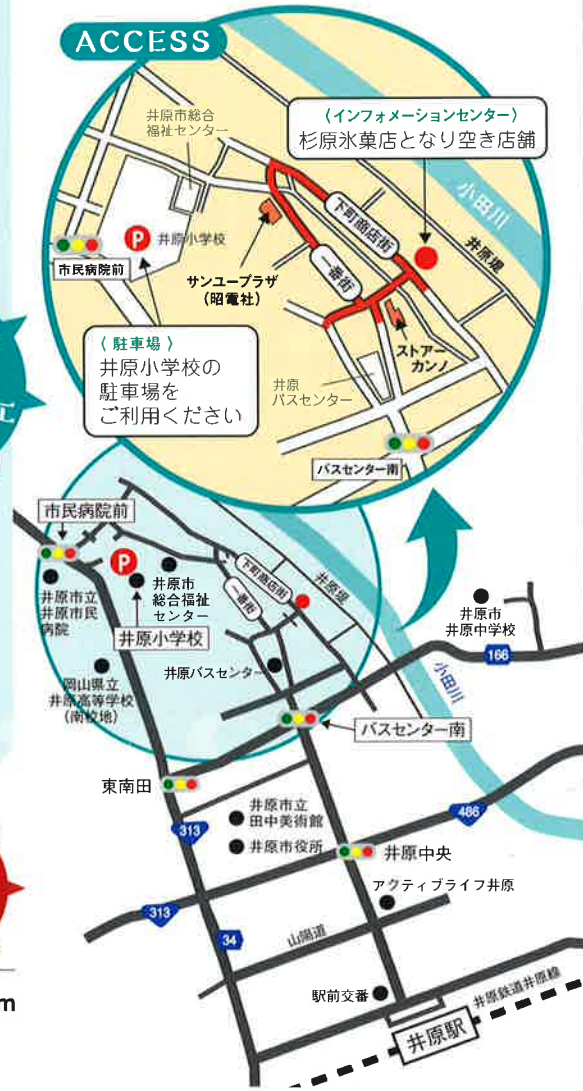 ACCESS
井原市総合
福祉センター
〈インフォメーションセンター〉
杉原氷菓店となり空き店舗
小田川
井原堤
下町商店街
一番街
P
井原小学校
市民病院前
サンユープラザ
(昭電社)
〈駐車場〉
井原小学校の
駐車場を
ご利用ください
ストアー
カンノ
井原
バスセンター
バスセンター南
市民病院前
P
井原市立
井原市民
病院
井原市
総合福祉
センター
下町商店街
一番街
井原堤
井原小学校
井原市
井原中学校
166
岡山県立
井原高等学校
(南校地)
井原バスセンター
小田川
バスセンター南
東南田
井原市立
田中美術館
486
313
井原市役所
井原中央
アクティブライフ井原
313
34
山陽道
駅前交番
井原鉄道井原線
井原駅
m